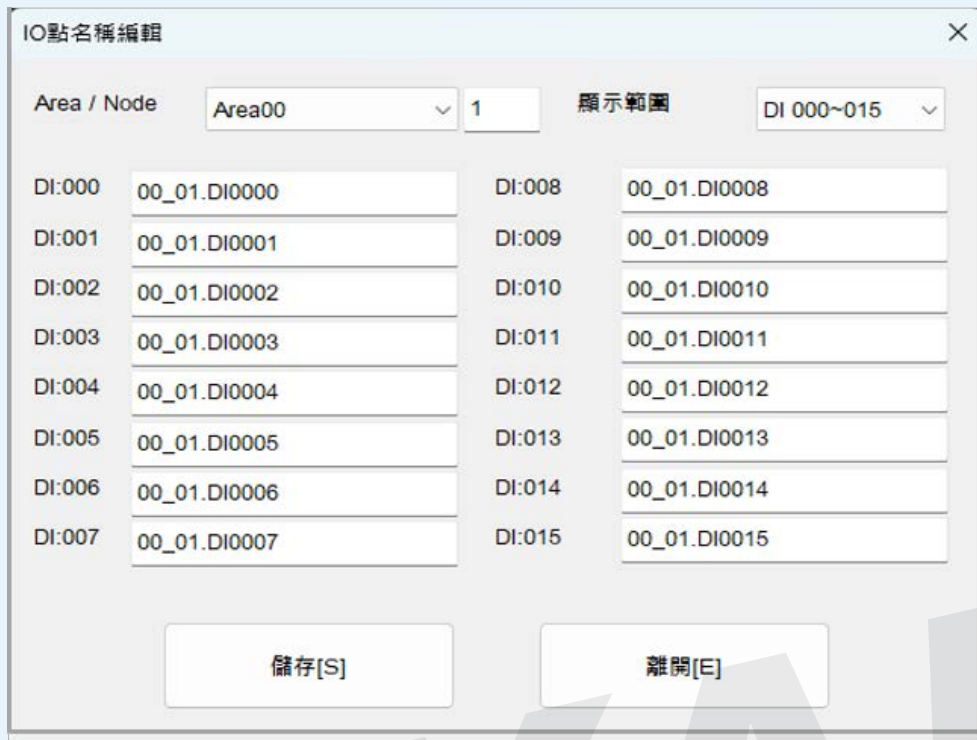 IO點名稱編輯
Area / Node Area00 1 顯示範圍 DI 000~015
DI:000 00_01.DI0000 DI:008 00_01.DI0008
DI:001 00_01.DI0001 DI:009 00_01.DI0009
DI:002 00_01.DI0002 DI:010 00_01.DI0010
DI:003 00_01.DI0003 DI:011 00_01.DI0011
DI:004 00_01.DI0004 DI:012 00_01.DI0012
DI:005 00_01.DI0005 DI:013 00_01.DI0013
DI:006 00_01.DI0006 DI:014 00_01.DI0014
DI:007 00_01.DI0007 DI:015 00_01.DI0015
儲存[S] 離開[E]